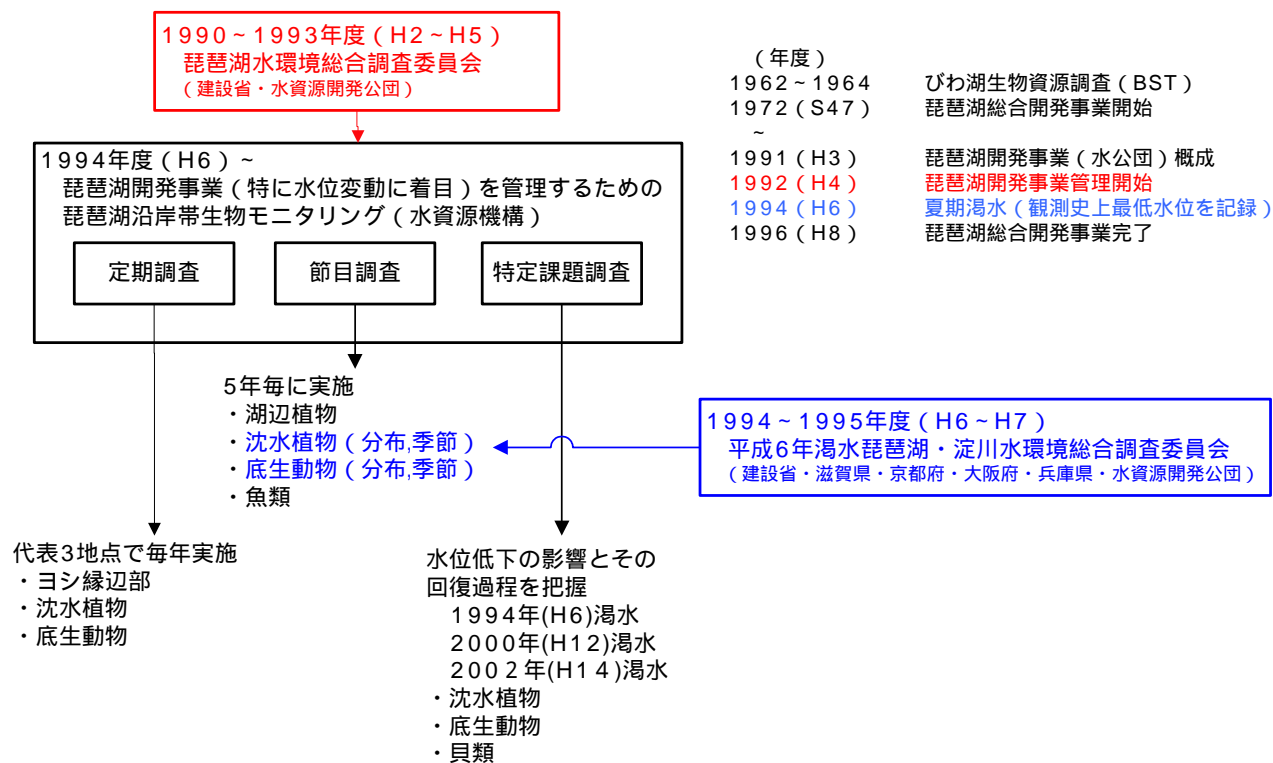 1990~1993年度(H2~H5)
琵琶湖水環境総合調査委員会
(建設省・水資源開発公団)
1994年度(H6)~
琵琶湖開発事業(特に水位変動に着目)を管理するための
琵琶湖沿岸帯生物モニタリング(水資源機構)
定期調査
節目調査
特定課題調査
(年度)
1962~1964 びわ湖生物資源調査(BST)
1972(S47) 琵琶湖総合開発事業開始
~
1991(H3) 琵琶湖開発事業(水公団)概成
1992(H4) 琵琶湖開発事業管理開始
1994(H6) 夏期渇水(観測史上最低水位を記録)
1996(H8) 琵琶湖総合開発事業完了
5年毎に実施
・湖辺植物
・沈水植物(分布,季節)
・底生動物(分布,季節)
・魚類
1994~1995年度(H6~H7)
平成6年渇水琵琶湖・淀川水環境総合調査委員会
(建設省・滋賀県・京都府・大阪府・兵庫県・水資源開発公団)
代表3地点で毎年実施
・ヨシ縁辺部
・沈水植物
・底生動物
水位低下の影響とその
回復過程を把握
1994年(H6)渇水
2000年(H12)渇水
2002年(H14)渇水
・沈水植物
・底生動物
・貝類